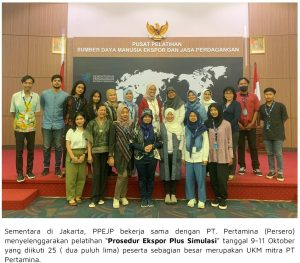 PUSAT PELATIHAN
SUMBER DAYA MANUSIA EKSPOR DAN JASA PERDAGANGAN
KEMENTERIAN
PERDAGANGAN
Sementara di Jakarta, PPEJP bekerja sama dengan PT. Pertamina (Persero)
menyelenggarakan pelatihan "Prosedur Ekspor Plus Simulasi" tanggal 9-11 Oktober
yang diikuti 25 ( dua puluh lima) peserta sebagian besar merupakan UKM mitra PT
Pertamina.